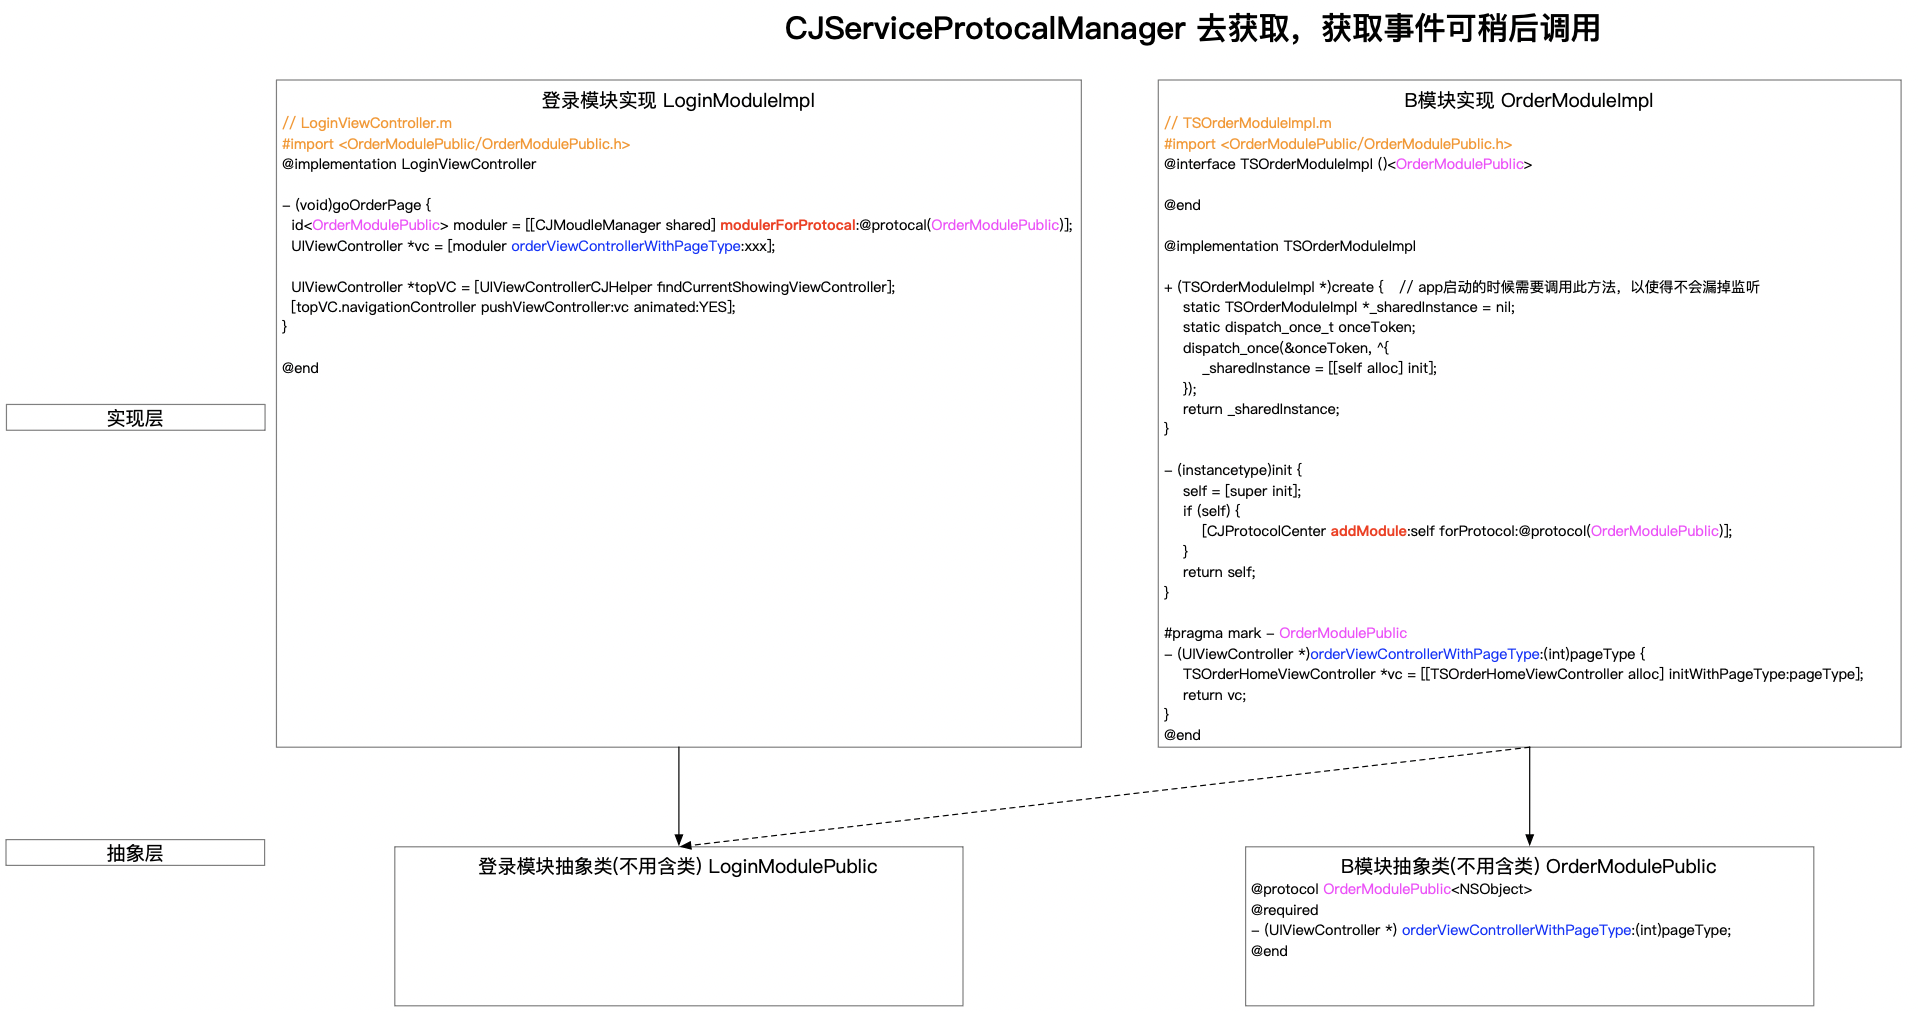 CJServiceProtocalManager 去获取，获取事件可稍后调用
登录模块实现 LoginModuleImpl
// LoginViewController.m
#import <OrderModulePublic/OrderModulePublic.h>
@implementation LoginViewController
- (void)goOrderPage {
id<OrderModulePublic> moduler = [[CJMoudleManager shared] modulerForProtocal:@protocal(OrderModulePublic)];
UIViewController *vc = [moduler orderViewControllerWithPageType:xxx];
UIViewController *topVC = [UIViewControllerCJHelper findCurrentShowingViewController];
[topVC.navigationController pushViewController:vc animated:YES];
}
@end
B模块实现 OrderModuleImpl
// TSOrderModuleImpl.m
#import <OrderModulePublic/OrderModulePublic.h>
@interface TSOrderModuleImpl ()<OrderModulePublic>
@end
@implementation TSOrderModuleImpl
+ (TSOrderModuleImpl *)create { // app启动的时候需要调用此方法，以使得不会漏掉监听
static TSOrderModuleImpl *_sharedInstance = nil;
static dispatch_once_t onceToken;
dispatch_once(&onceToken, ^{
_sharedInstance = [[self alloc] init];
});
return _sharedInstance;
}
- (instancetype)init {
self = [super init];
if (self) {
[CJProtocolCenter addModule:self forProtocol:@protocol(OrderModulePublic)];
}
return self;
}
#pragma mark - OrderModulePublic
- (UIViewController *)orderViewControllerWithPageType:(int)pageType {
TSOrderHomeViewController *vc = [[TSOrderHomeViewController alloc] initWithPageType:pageType];
return vc;
}
@end
实现层
抽象层
登录模块抽象类(不用含类) LoginModulePublic
B模块抽象类(不用含类) OrderModulePublic
@protocol OrderModulePublic<NSObject>
@required
- (UIViewController *) orderViewControllerWithPageType:(int)pageType;
@end